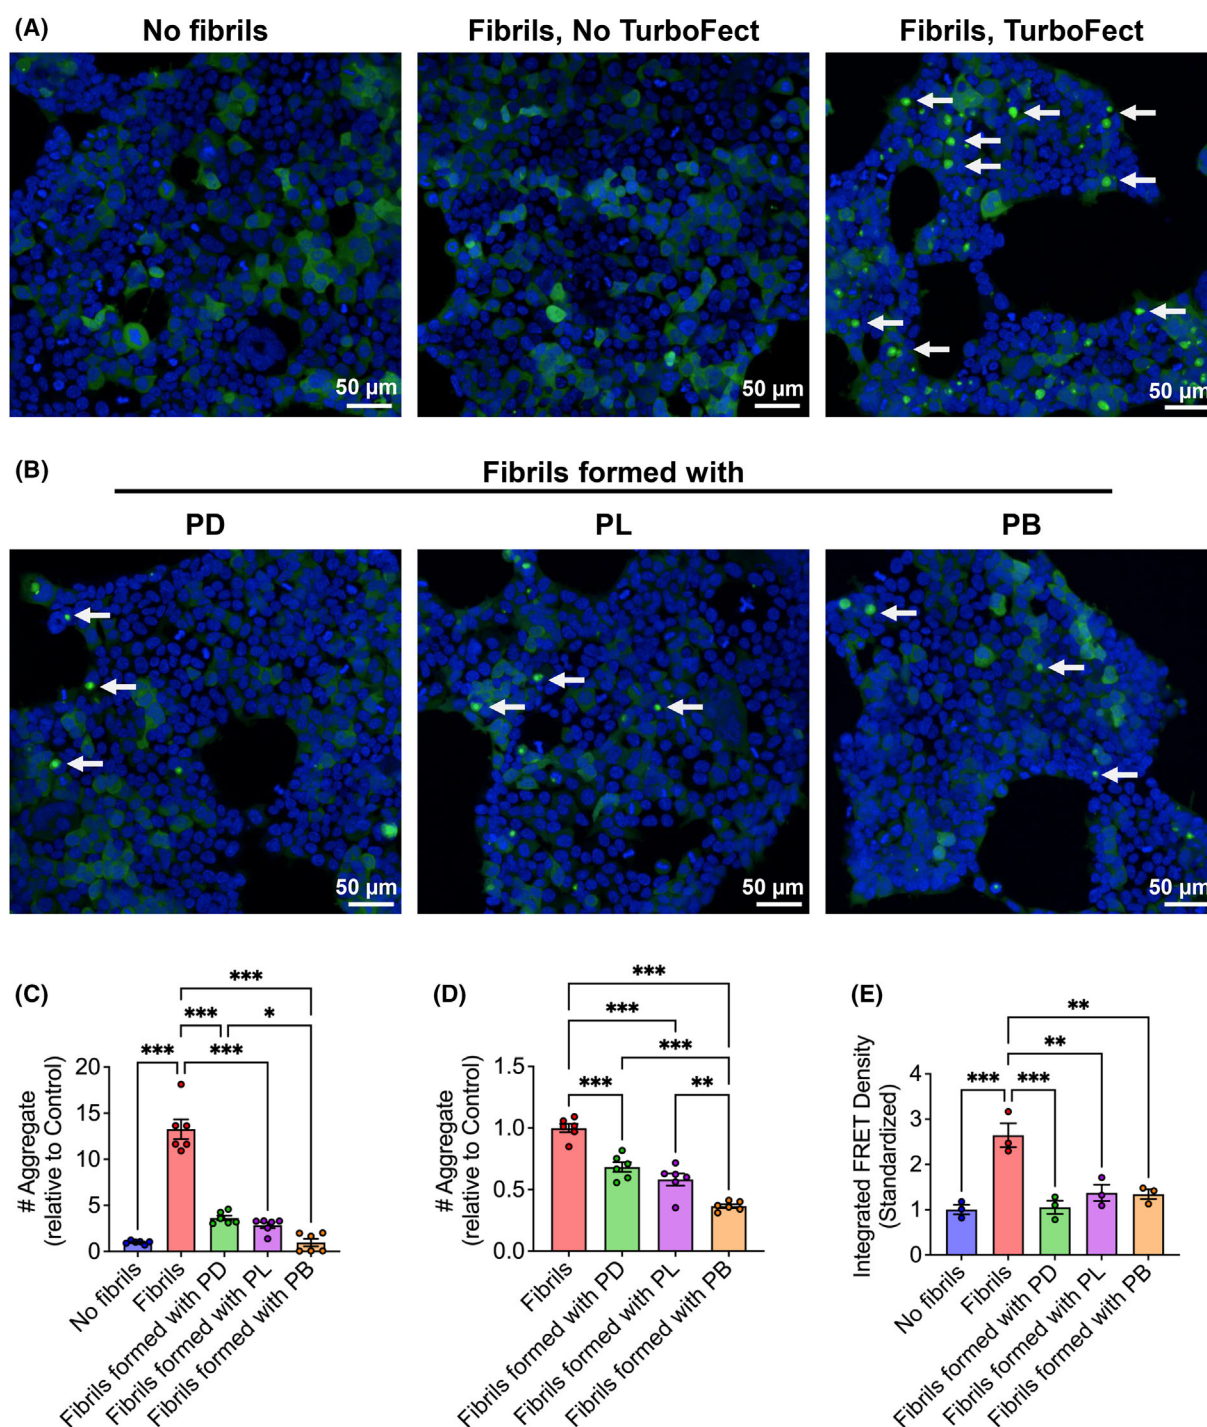 (A) No fibrils Fibrils, No TurboFect Fibrils, TurboFect
50 µm 50 µm 50 µm
(B) Fibrils formed with
PD PL PB
50 µm 50 µm 50 µm
(C)
# Aggregate
(relative to Control)
20
15
10
5
0
***
*** *
*** ***
No fibrils
Fibrils
Fibrils formed with PD
Fibrils formed with PL
Fibrils formed with PB
(D)
# Aggregate
(relative to Control)
1.5
1.0
0.5
0.0
***
***
***
*** **
Fibrils
Fibrils formed with PD
Fibrils formed with PL
Fibrils formed with PB
(E)
Integrated FRET Density
(Standardized)
4
3
2
1
0
**
**
*** ***
No fibrils
Fibrils
Fibrils formed with PD
Fibrils formed with PL
Fibrils formed with PB